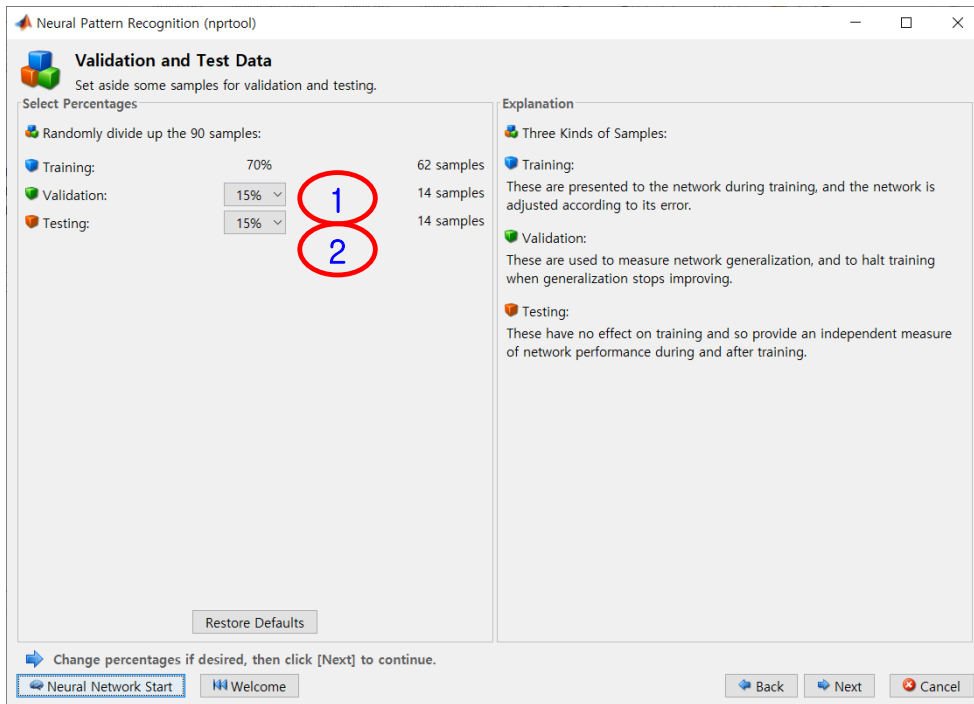 Neural Pattern Recognition (nprtool)
Validation and Test Data
Set aside some samples for validation and testing.
Select Percentages
Randomly divide up the 90 samples:
Training: 70% 62 samples
Validation: 15% 1 14 samples
Testing: 15% 2 14 samples
Restore Defaults
Explanation
Three Kinds of Samples:
Training:
These are presented to the network during training, and the network is
adjusted according to its error.
Validation:
These are used to measure network generalization, and to halt training
when generalization stops improving.
Testing:
These have no effect on training and so provide an independent measure
of network performance during and after training.
Change percentages if desired, then click [Next] to continue.
Neural Network Start Welcome Back Next Cancel